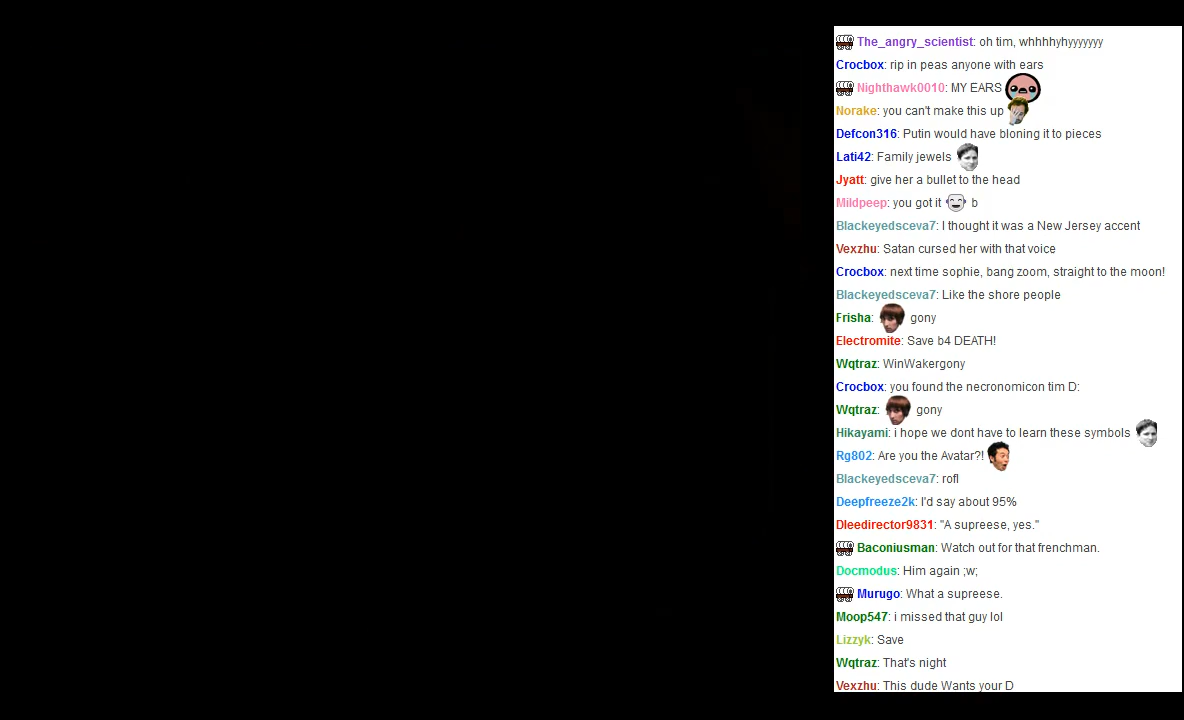 The_angry_scientist: oh tim, whhhhyhyyyyyyy
Crocbox: rip in peas anyone with ears
Nighthawk0010: MY EARS
Norake: you can't make this up
Defcon316: Putin would have bloning it to pieces
Lati42: Family jewels
Jyatt: give her a bullet to the head
Mildpeep: you got it b
Blackeyedsceva7: I thought it was a New Jersey accent
Vexzhu: Satan cursed her with that voice
Crocbox: next time sophie, bang zoom, straight to the moon!
Blackeyedsceva7: Like the shore people
Frisha: gony
Electromite: Save b4 DEATH!
Wqtraz: WinWakergony
Crocbox: you found the necronomicon tim D:
Wqtraz: gony
Hikayami: i hope we dont have to learn these symbols
Rg802: Are you the Avatar?!
Blackeyedsceva7: rofl
Deepfreeze2k: I'd say about 95%
Dleedirector9831: "A supreese, yes."
Baconiusman: Watch out for that frenchman.
Docmodus: Him again ;w;
Murugo: What a supreese.
Moop547: i missed that guy lol
Lizzyk: Save
Wqtraz: That's night
Vexzhu: This dude Wants your D